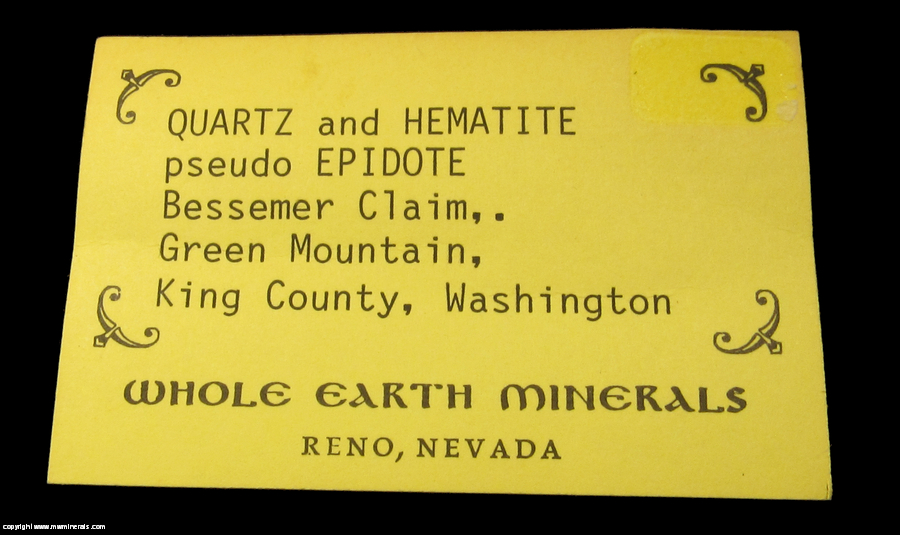 QUARTZ and HEMATITE
pseudo EPIDOTE
Bessemer Claim,.
Green Mountain,
King County, Washington
WHOLE EARTH MINERALS
RENO, NEVADA
copyright www.mwminerals.com